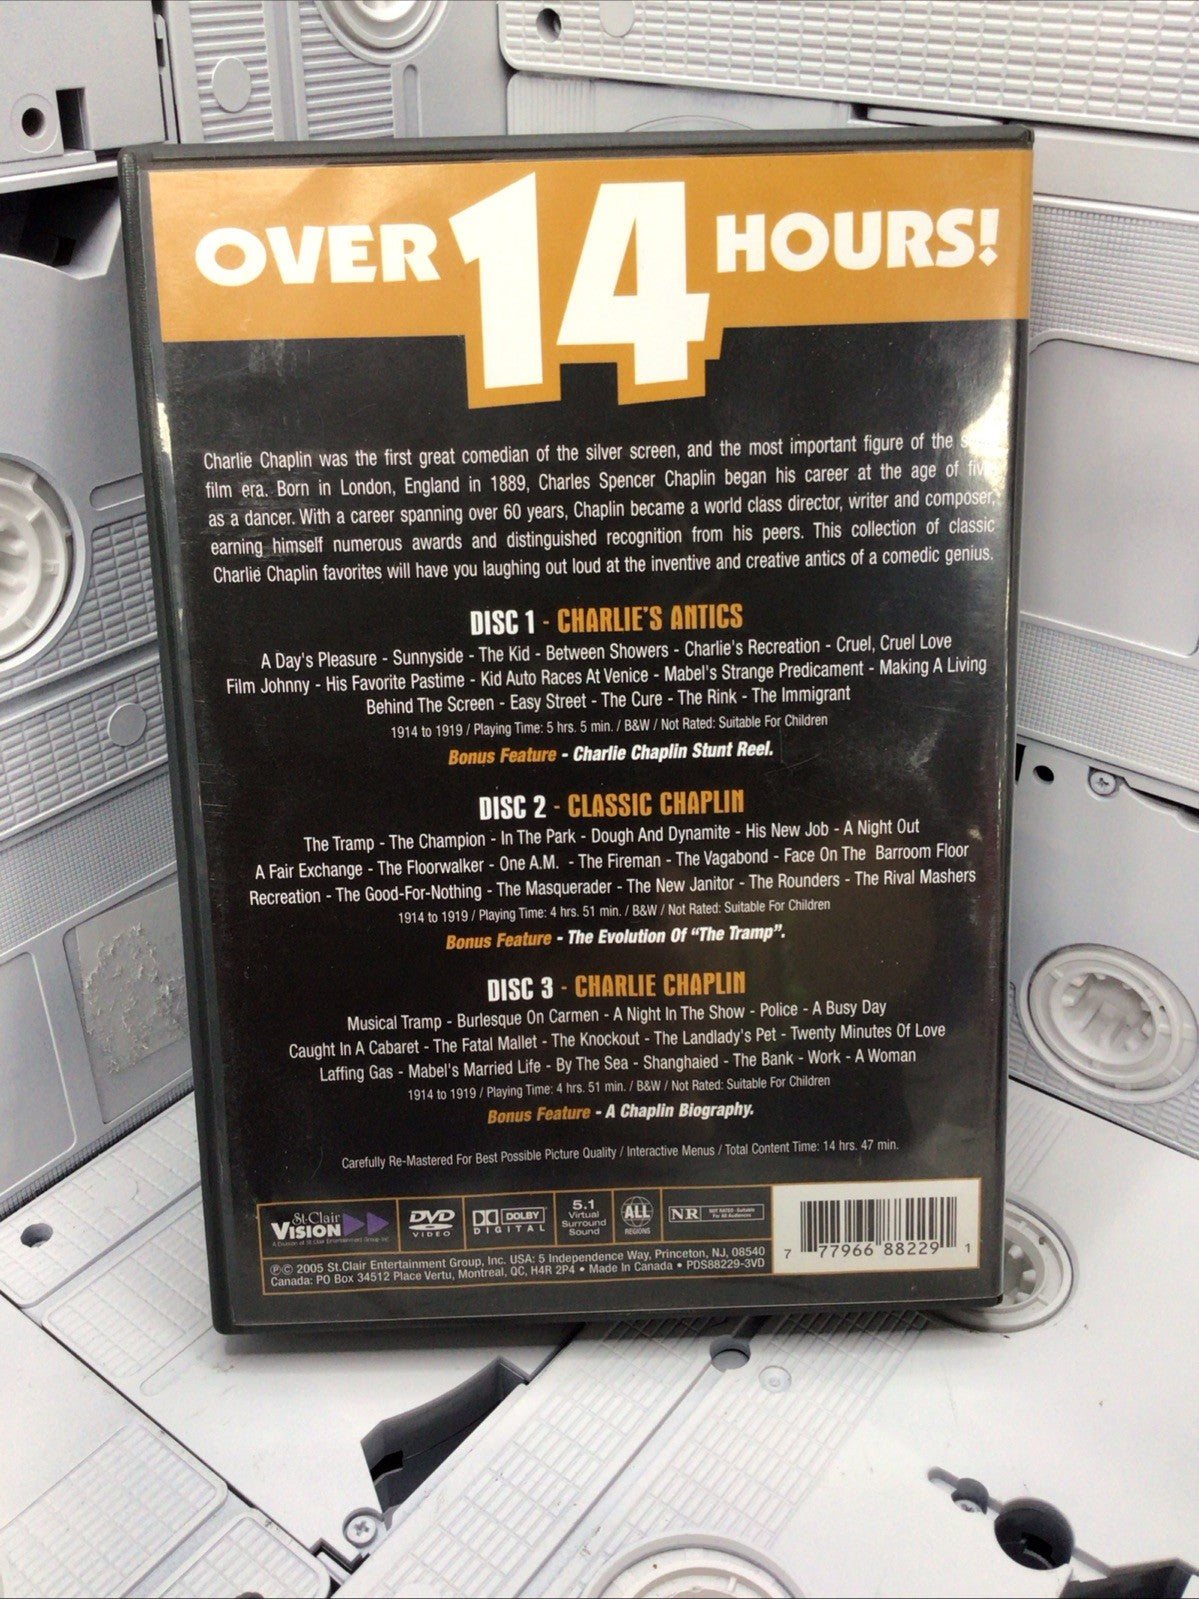 OVER 14 HOURS!
Charlie Chaplin was the first great comedian of the silver screen, and the most important figure of the
film era. Born in London, England in 1889, Charles Spencer Chaplin began his career at the age of five
as a dancer. With a career spanning over 60 years, Chaplin became a world class director, writer and composer,
earning himself numerous awards and distinguished recognition from his peers. This collection of classic
Charlie Chaplin favorites will have you laughing out loud at the inventive and creative antics of a comedic genius.
DISC 1 - CHARLIE'S ANTICS
A Day's Pleasure - Sunnyside - The Kid - Between Showers - Charlie's Recreation - Cruel, Cruel Love
Film Johnny - His Favorite Pastime - Kid Auto Races At Venice - Mabel's Strange Predicament - Making A Living
Behind The Screen - Easy Street - The Cure - The Rink - The Immigrant
1914 to 1919 / Playing Time: 5 hrs. 5 min. / B&W / Not Rated: Suitable For Children
Bonus Feature - Charlie Chaplin Stunt Reel.
DISC 2 - CLASSIC CHAPLIN
The Tramp - The Champion - In The Park - Dough And Dynamite - His New Job - A Night Out
A Fair Exchange - The Floorwalker - One A.M. - The Fireman - The Vagabond - Face On The Barroom Floor
Recreation - The Good-For-Nothing - The Masquerader - The New Janitor - The Rounders - The Rival Mashers
1914 to 1919 / Playing Time: 4 hrs. 51 min. / B&W / Not Rated: Suitable For Children
Bonus Feature - The Evolution Of "The Tramp".
DISC 3 - CHARLIE CHAPLIN
Musical Tramp - Burlesque On Carmen - A Night In The Show - Police - A Busy Day
Caught In A Cabaret - The Fatal Mallet - The Knockout - The Landlady's Pet - Twenty Minutes Of Love
Laffing Gas - Mabel's Married Life - By The Sea - Shanghaied - The Bank - Work - A Woman
1914 to 1919 / Playing Time: 4 hrs. 51 min. / B&W / Not Rated: Suitable For Children
Bonus Feature - A Chaplin Biography.
Carefully Re-Mastered For Best Possible Picture Quality / Interactive Menus / Total Content Time: 14 hrs. 47 min.
St-Clair
VISION
A Division of St.Clair Entertainment Group Inc.
DVD
VIDEO
DOLBY
DIGITAL
5.1
Virtual
Surround
Sound
ALL
REGIONS
NR NOT RATED - Suitable
For All Audiences
℗© 2005 St.Clair Entertainment Group, Inc. USA: 5 Independence Way, Princeton, NJ, 08540
Canada: PO Box 34512 Place Vertu, Montreal, QC, H4R 2P4 • Made In Canada • PDS88229-3VD
7 77966 88229 1